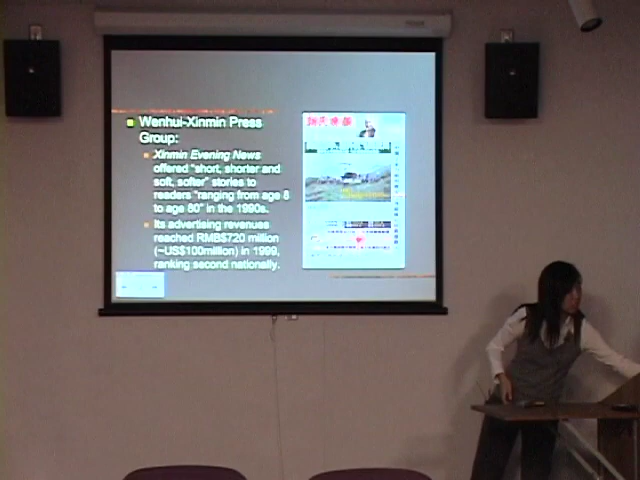 Wenhui-Xinmin Press
Group:
Xinmin Evening News
offered "short, shorter and
soft, softer" stories to
readers "ranging from age 8
to age 80" in the 1990s.
Its advertising revenues
reached RMB$720 million
(~US$100million) in 1999,
ranking second nationally.